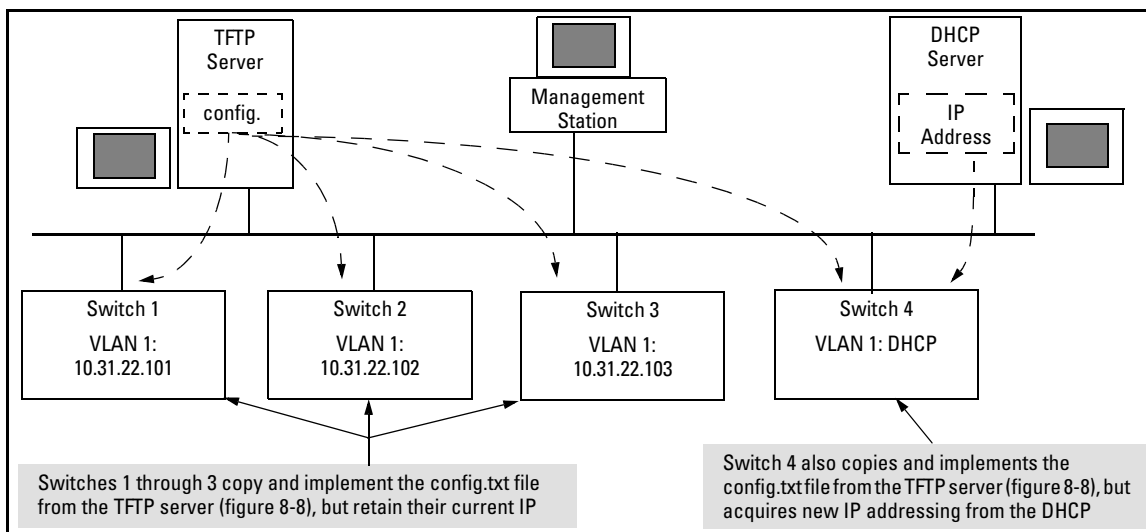 TFTP
Server
config.
Management
Station
DHCP
Server
IP
Address
Switch 1
VLAN 1:
10.31.22.101
Switch 2
VLAN 1:
10.31.22.102
Switch 3
VLAN 1:
10.31.22.103
Switch 4
VLAN 1: DHCP
Switches 1 through 3 copy and implement the config.txt file
from the TFTP server (figure 8-8), but retain their current IP
Switch 4 also copies and implements the
config.txt file from the TFTP server (figure 8-8), but
acquires new IP addressing from the DHCP